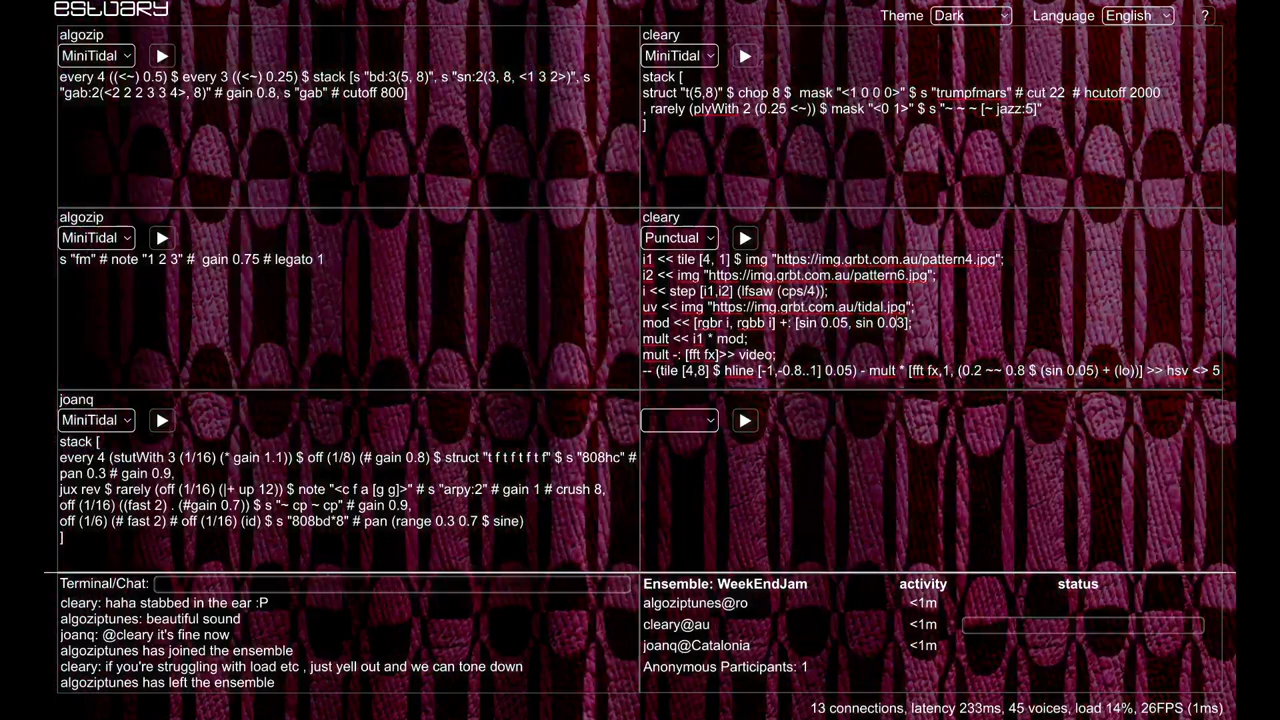 estuary
Theme Dark Language English ?
algozip
MiniTidal
every 4 ((<~) 0.5) $ every 3 ((<~) 0.25) $ stack [s "bd:3(5, 8)", s "sn:2(3, 8, <1 3 2>)", s
"gab:2(<2 2 2 3 3 4>, 8)" # gain 0.8, s "gab" # cutoff 800]
cleary
MiniTidal
stack [
struct "t(5,8)" $ chop 8 $  mask "<1 0 0 0>" $ s "trumpfmars" # cut 22  # hcutoff 2000
, rarely (plyWith 2 (0.25 <~)) $ mask "<0 1>" $ s "~ ~ ~ [~ jazz:5]"
]
algozip
MiniTidal
s "fm" # note "1 2 3" #  gain 0.75 # legato 1
cleary
Punctual
i1 << tile [4, 1] $ img "https://img.grbt.com.au/pattern4.jpg";
i2 << img "https://img.grbt.com.au/pattern6.jpg";
i << step [i1,i2] (lfsaw (cps/4));
uv << img "https://img.grbt.com.au/tidal.jpg";
mod << [rgbr i, rgbb i] +: [sin 0.05, sin 0.03];
mult << i1 * mod;
mult -: [fft fx]>> video;
-- (tile [4,8] $ hline [-1,-0.8..1] 0.05) - mult * [fft fx,1, (0.2 ~~ 0.8 $ (sin 0.05) + (lo))] >> hsv <> 5
joanq
MiniTidal
stack [
every 4 (stutWith 3 (1/16) (* gain 1.1)) $ off (1/8) (# gain 0.8) $ struct "t f t f t f t f" $ s "808hc" #
pan 0.3 # gain 0.9,
jux rev $ rarely (off (1/16) (|+ up 12)) $ note "<c f a [g g]>" # s "arpy:2" # gain 1 # crush 8,
off (1/16) ((fast 2) . (#gain 0.7)) $ s "~ cp ~ cp" # gain 0.9,
off (1/6) (# fast 2) # off (1/16) (id) $ s "808bd*8" # pan (range 0.3 0.7 $ sine)
]
Terminal/Chat:
cleary: haha stabbed in the ear :P
algoziptunes: beautiful sound
joanq: @cleary it's fine now
algoziptunes has joined the ensemble
cleary: if you're struggling with load etc , just yell out and we can tone down
algoziptunes has left the ensemble
Ensemble: WeekEndJam activity status
algoziptunes@ro <1m
cleary@au <1m
joanq@Catalonia <1m
Anonymous Participants: 1
13 connections, latency 233ms, 45 voices, load 14%, 26FPS (1ms)